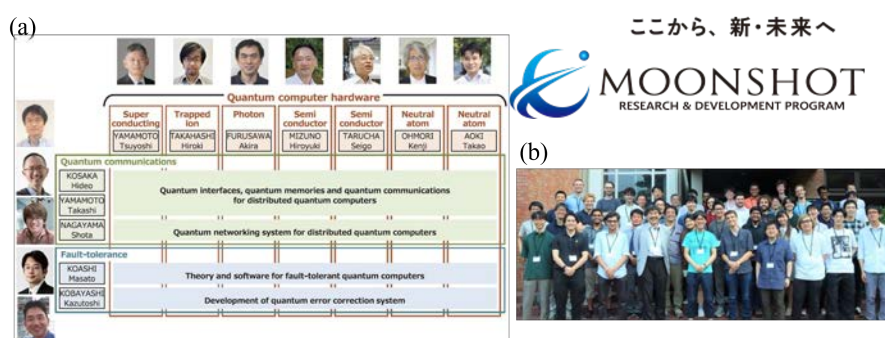 (a)
ここから、新・未来へ
MOONSHOT
RESEARCH & DEVELOPMENT PROGRAM
Quantum computer hardware
Super
conducting
YAMAMOTO
Tsuyoshi
Trapped
ion
TAKAHASHI
Hiroki
Photon
FURUSAWA
Akira
Semi
conductor
MIZUNO
Hiroyuki
Semi
conductor
TARUCHA
Seigo
Neutral
atom
OHMORI
Kenji
Neutral
atom
AOKI
Takao
Quantum communications
KOSAKA
Hideo
YAMAMOTO
Takashi
Quantum interfaces, quantum memories and quantum communications
for distributed quantum computers
NAGAYAMA
Shota
Quantum networking system for distributed quantum computers
Fault-tolerance
KOASHI
Masato
Theory and software for fault-tolerant quantum computers
KOBAYASHI
Kazutoshi
Development of quantum error correction system
(b)